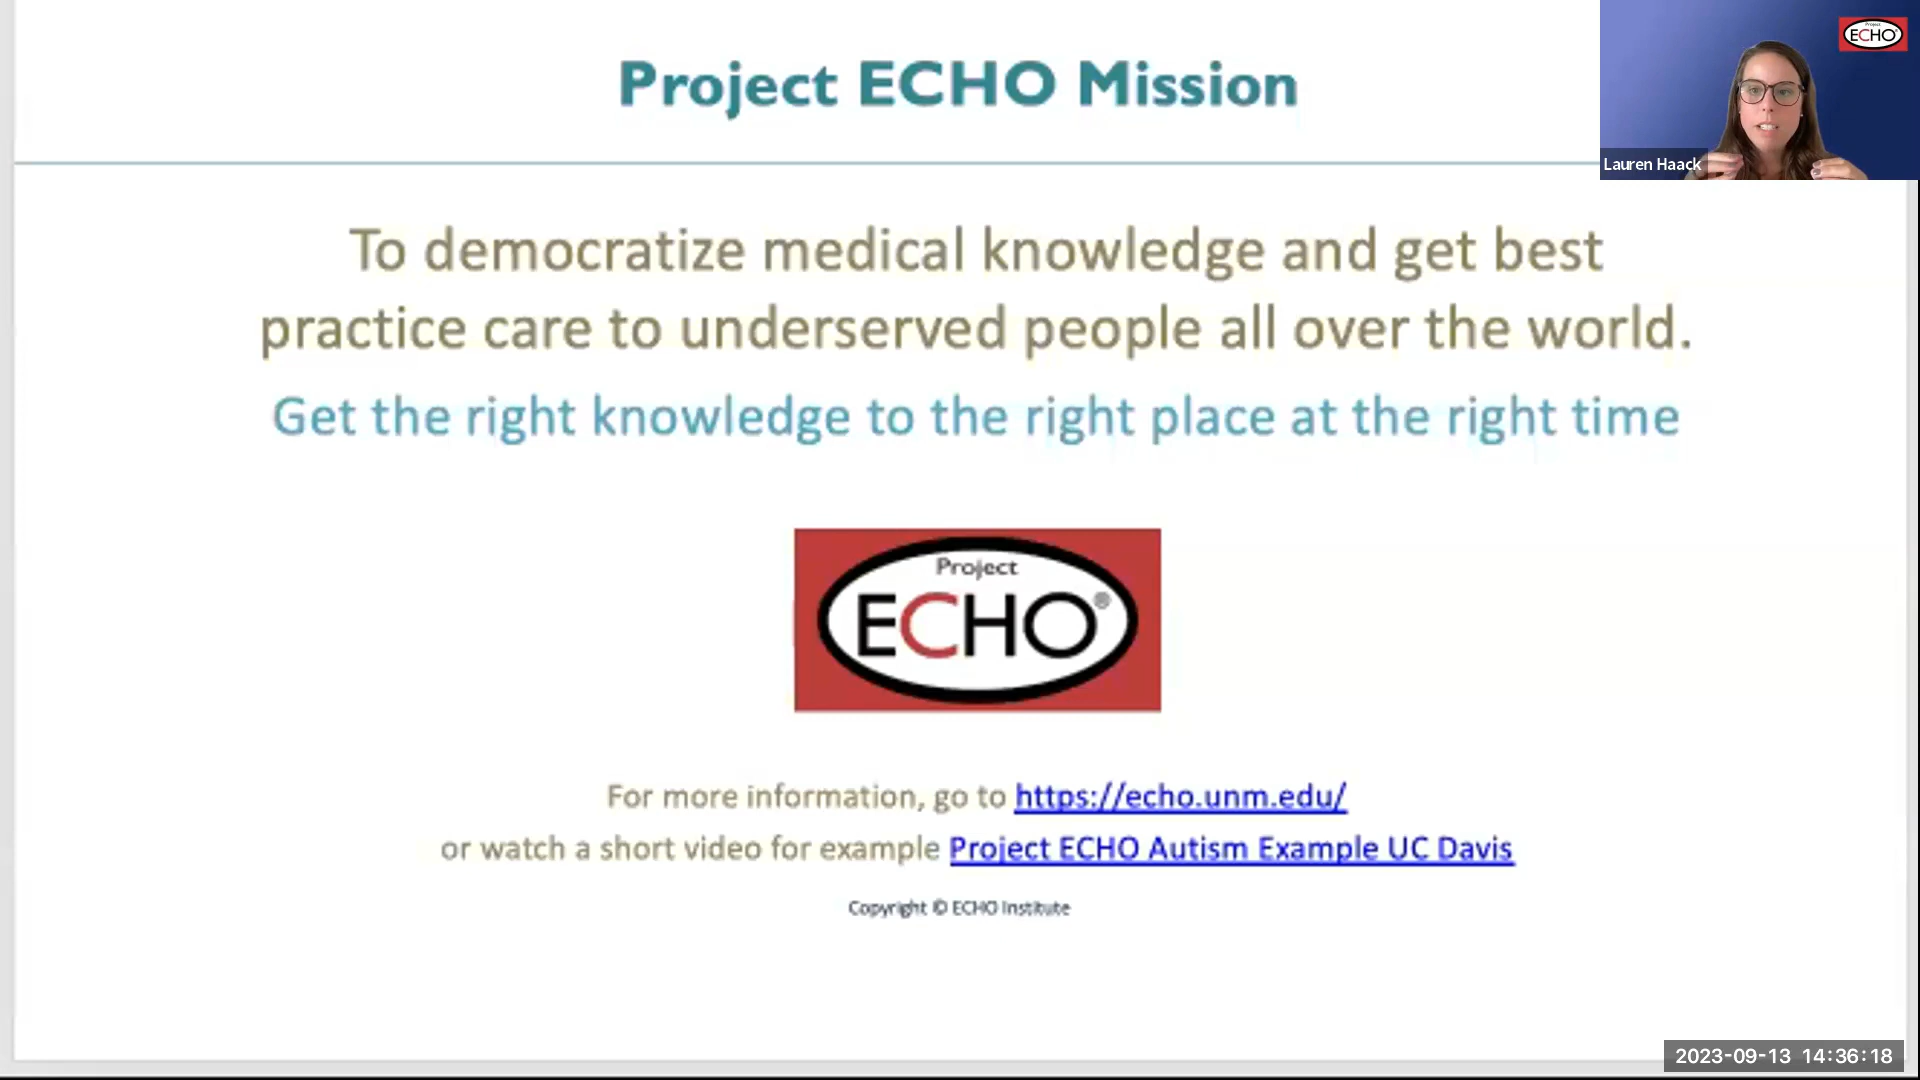 Project ECHO Mission
Project
ECHO
Lauren Haack
To democratize medical knowledge and get best
practice care to underserved people all over the world.
Get the right knowledge to the right place at the right time
Project
ECHO®
For more information, go to https://echo.unm.edu/
or watch a short video for example Project ECHO Autism Example UC Davis
Copyright © ECHO Institute
2023-09-13 14:36:18